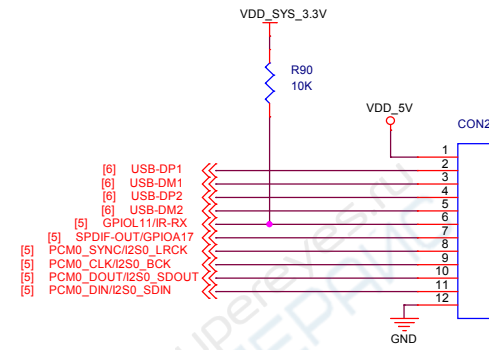 VDD_SYS_3.3V
R90
10K
VDD_5V
CON2
1
[6] USB-DP1 2
[6] USB-DM1 3
[6] USB-DP2 4
[6] USB-DM2 5
[5] GPIOL11/IR-RX 6
[5] SPDIF-OUT/GPIOA17 7
[5] PCM0_SYNC/I2S0_LRCK 8
[5] PCM0_CLK/I2S0_BCK 9
[5] PCM0_DOUT/I2S0_SDOUT 10
[5] PCM0_DIN/I2S0_SDIN 11
12
GND